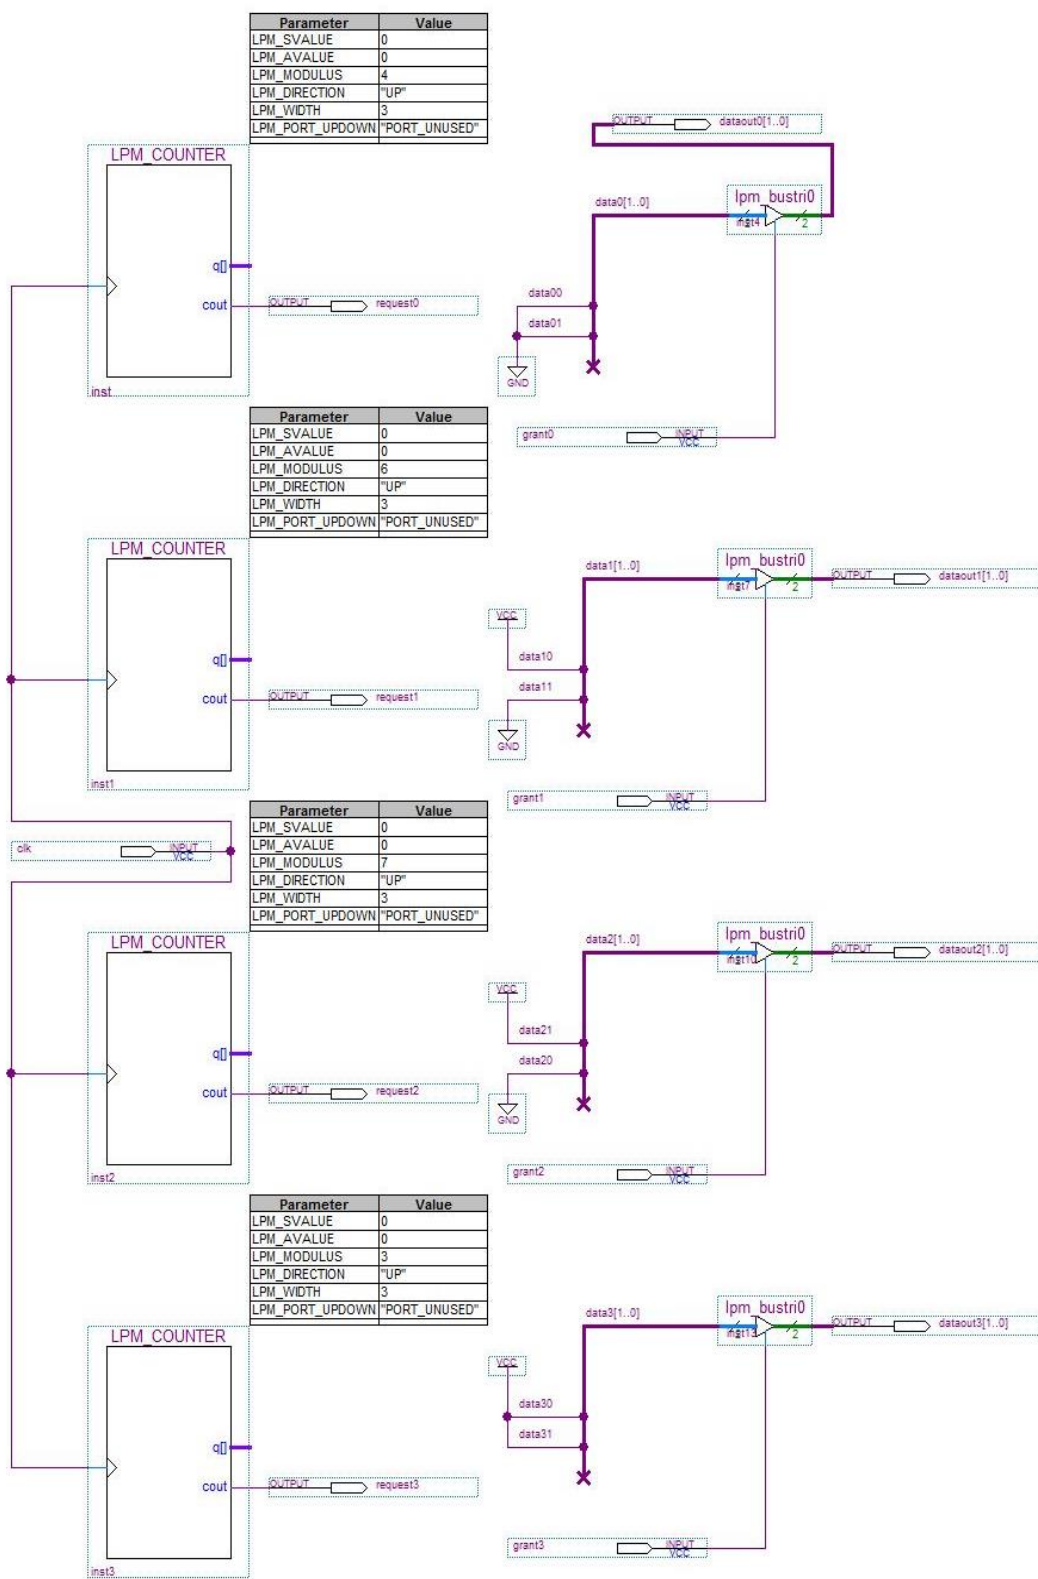 Parameter Value
LPM_SVALUE 0
LPM_AVALUE 0
LPM_MODULUS 4
LPM_DIRECTION "UP"
LPM_WIDTH 3
LPM_PORT_UPDOWN "PORT_UNUSED"
OUTPUT dataout0[1..0]
LPM_COUNTER
lpm_bustri0
data0[1..0]
inst4 2
q[]
cout OUTPUT request0
data00
data01
GND
inst
Parameter Value
LPM_SVALUE 0
LPM_AVALUE 0
LPM_MODULUS 6
LPM_DIRECTION "UP"
LPM_WIDTH 3
LPM_PORT_UPDOWN "PORT_UNUSED"
grant0 INPUT
VCC
LPM_COUNTER
lpm_bustri0
data1[1..0]
inst7 2 OUTPUT dataout1[1..0]
VCC
q[]
data10
cout OUTPUT request1
data11
GND
inst1
grant1 INPUT
VCC
Parameter Value
LPM_SVALUE 0
LPM_AVALUE 0
LPM_MODULUS 7
LPM_DIRECTION "UP"
LPM_WIDTH 3
LPM_PORT_UPDOWN "PORT_UNUSED"
clk INPUT
VCC
LPM_COUNTER
lpm_bustri0
data2[1..0]
inst10 2 OUTPUT dataout2[1..0]
VCC
data21
q[]
data20
cout OUTPUT request2
GND
inst2
grant2 INPUT
VCC
Parameter Value
LPM_SVALUE 0
LPM_AVALUE 0
LPM_MODULUS 3
LPM_DIRECTION "UP"
LPM_WIDTH 3
LPM_PORT_UPDOWN "PORT_UNUSED"
LPM_COUNTER
lpm_bustri0
data3[1..0]
inst13 2 OUTPUT dataout3[1..0]
VCC
data30
data31
q[]
cout OUTPUT request3
grant3 INPUT
VCC
inst3